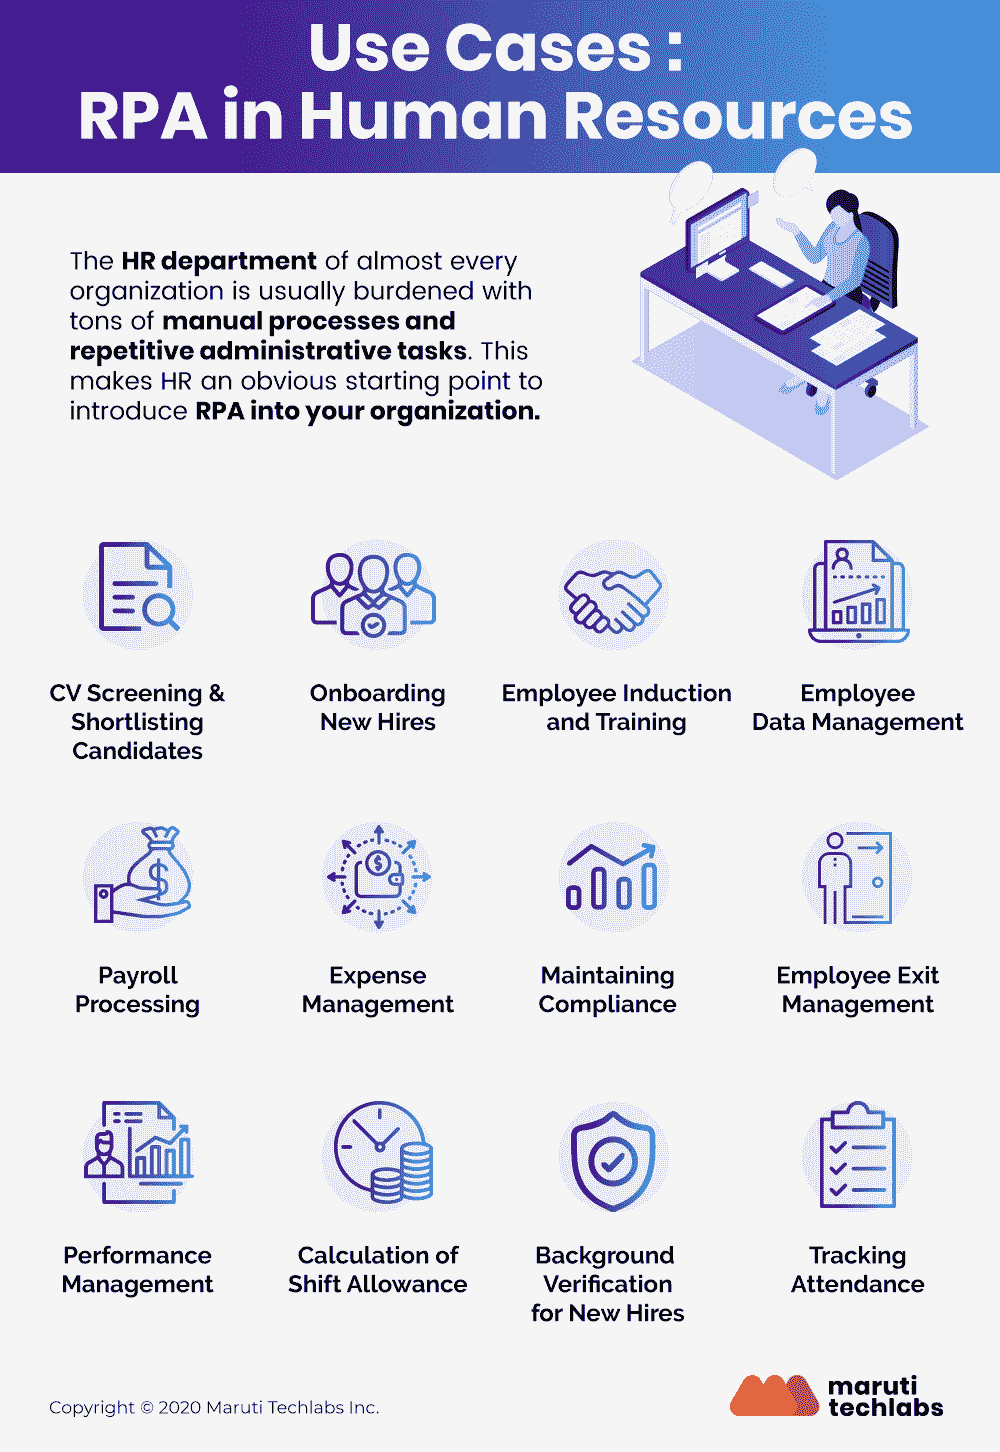 Use Cases :
RPA in Human Resources
The HR department of almost every
organization is usually burdened with
tons of manual processes and
repetitive administrative tasks. This
makes HR an obvious starting point to
introduce RPA into your organization.
CV Screening &
Shortlisting
Candidates
Onboarding
New Hires
Employee Induction
and Training
Employee
Data Management
Payroll
Processing
Expense
Management
Maintaining
Compliance
Employee Exit
Management
Performance
Management
Calculation of
Shift Allowance
Background
Verification
for New Hires
Tracking
Attendance
Copyright © 2020 Maruti Techlabs Inc.
maruti
techlabs